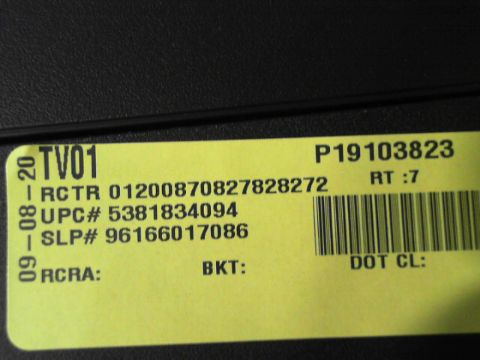 09-08-20
TV01
P19103823
RCTR 01200870827828272
RT :7
UPC# 5381834094
SLP# 96166017086
RCRA:
BKT:
DOT CL: